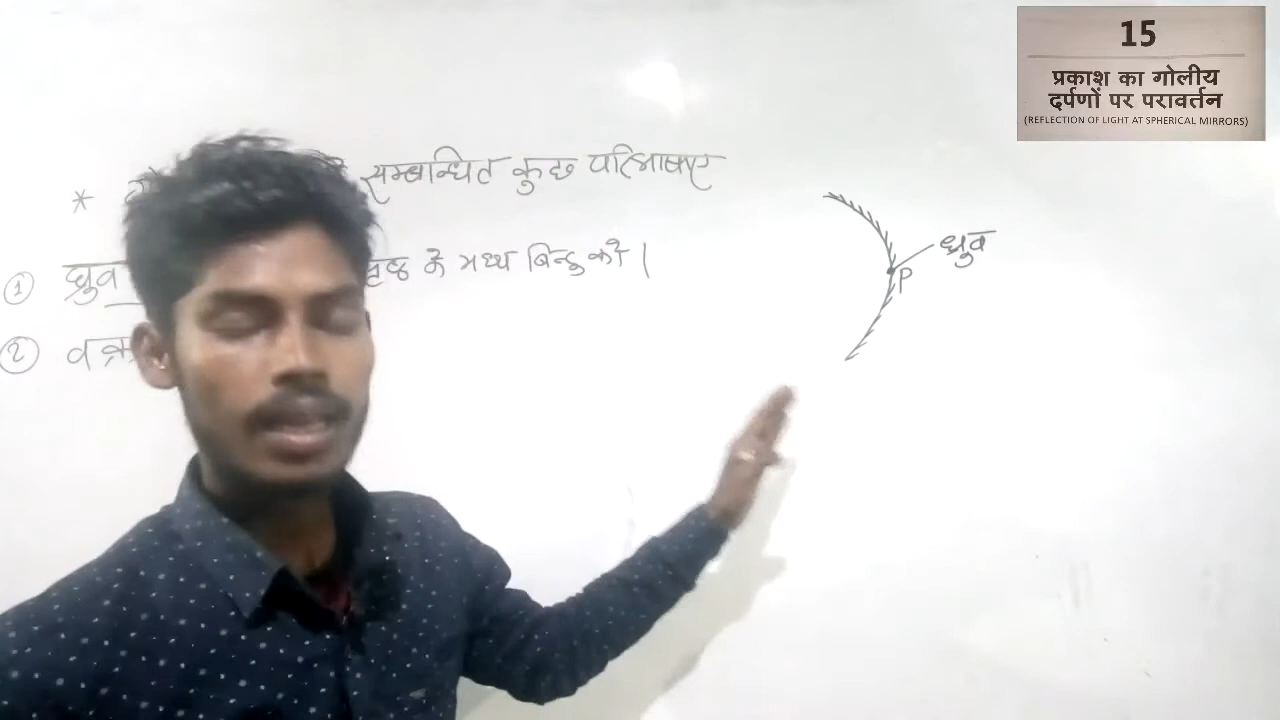 15
प्रकाश का गोलीय
दर्पणों पर परावर्तन
(REFLECTION OF LIGHT AT SPHERICAL MIRRORS)
* सम्बन्धित कुछ परिभाषाएं
① ध्रुव के मध्य बिन्दु को।
②
ध्रुव
P